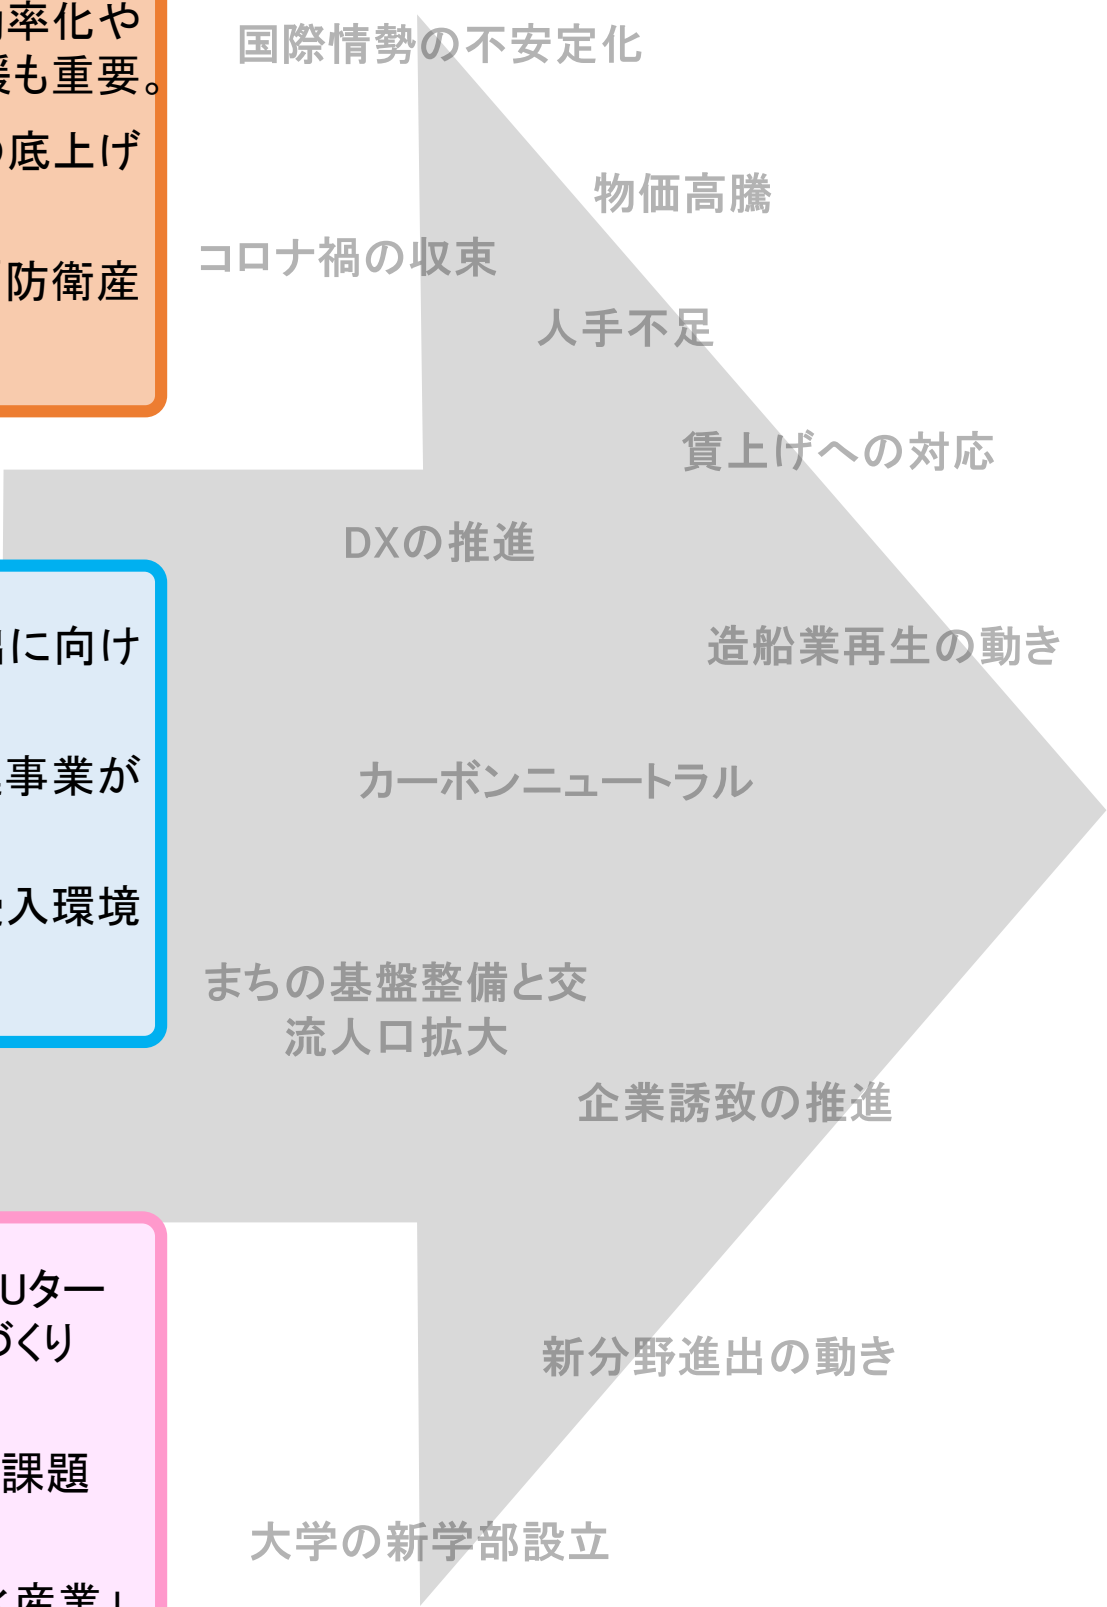 率化や
も重要。
底上げ
防衛産
に向け
事業が
入環境
Uター
づくり
課題
産業」
国際情勢の不安定化
物価高騰
コロナ禍の収束
人手不足
賃上げへの対応
DXの推進
造船業再生の動き
カーボンニュートラル
まちの基盤整備と交
流人口拡大
企業誘致の推進
新分野進出の動き
大学の新学部設立